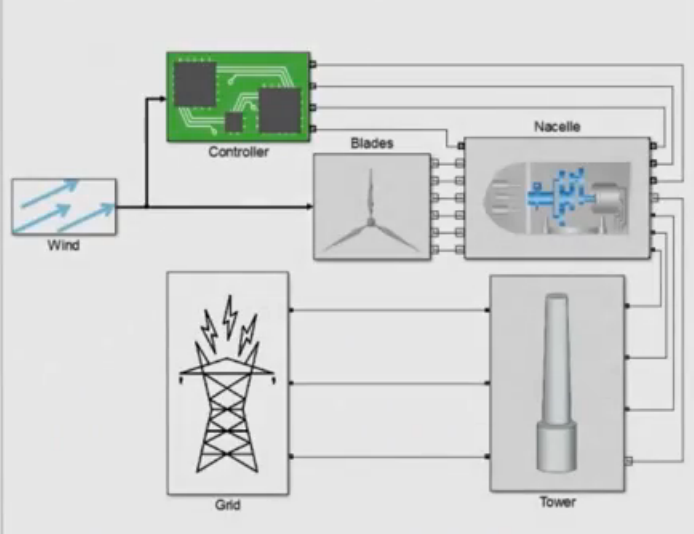 Controller
Blades
Nacelle
Wind
Grid
Tower